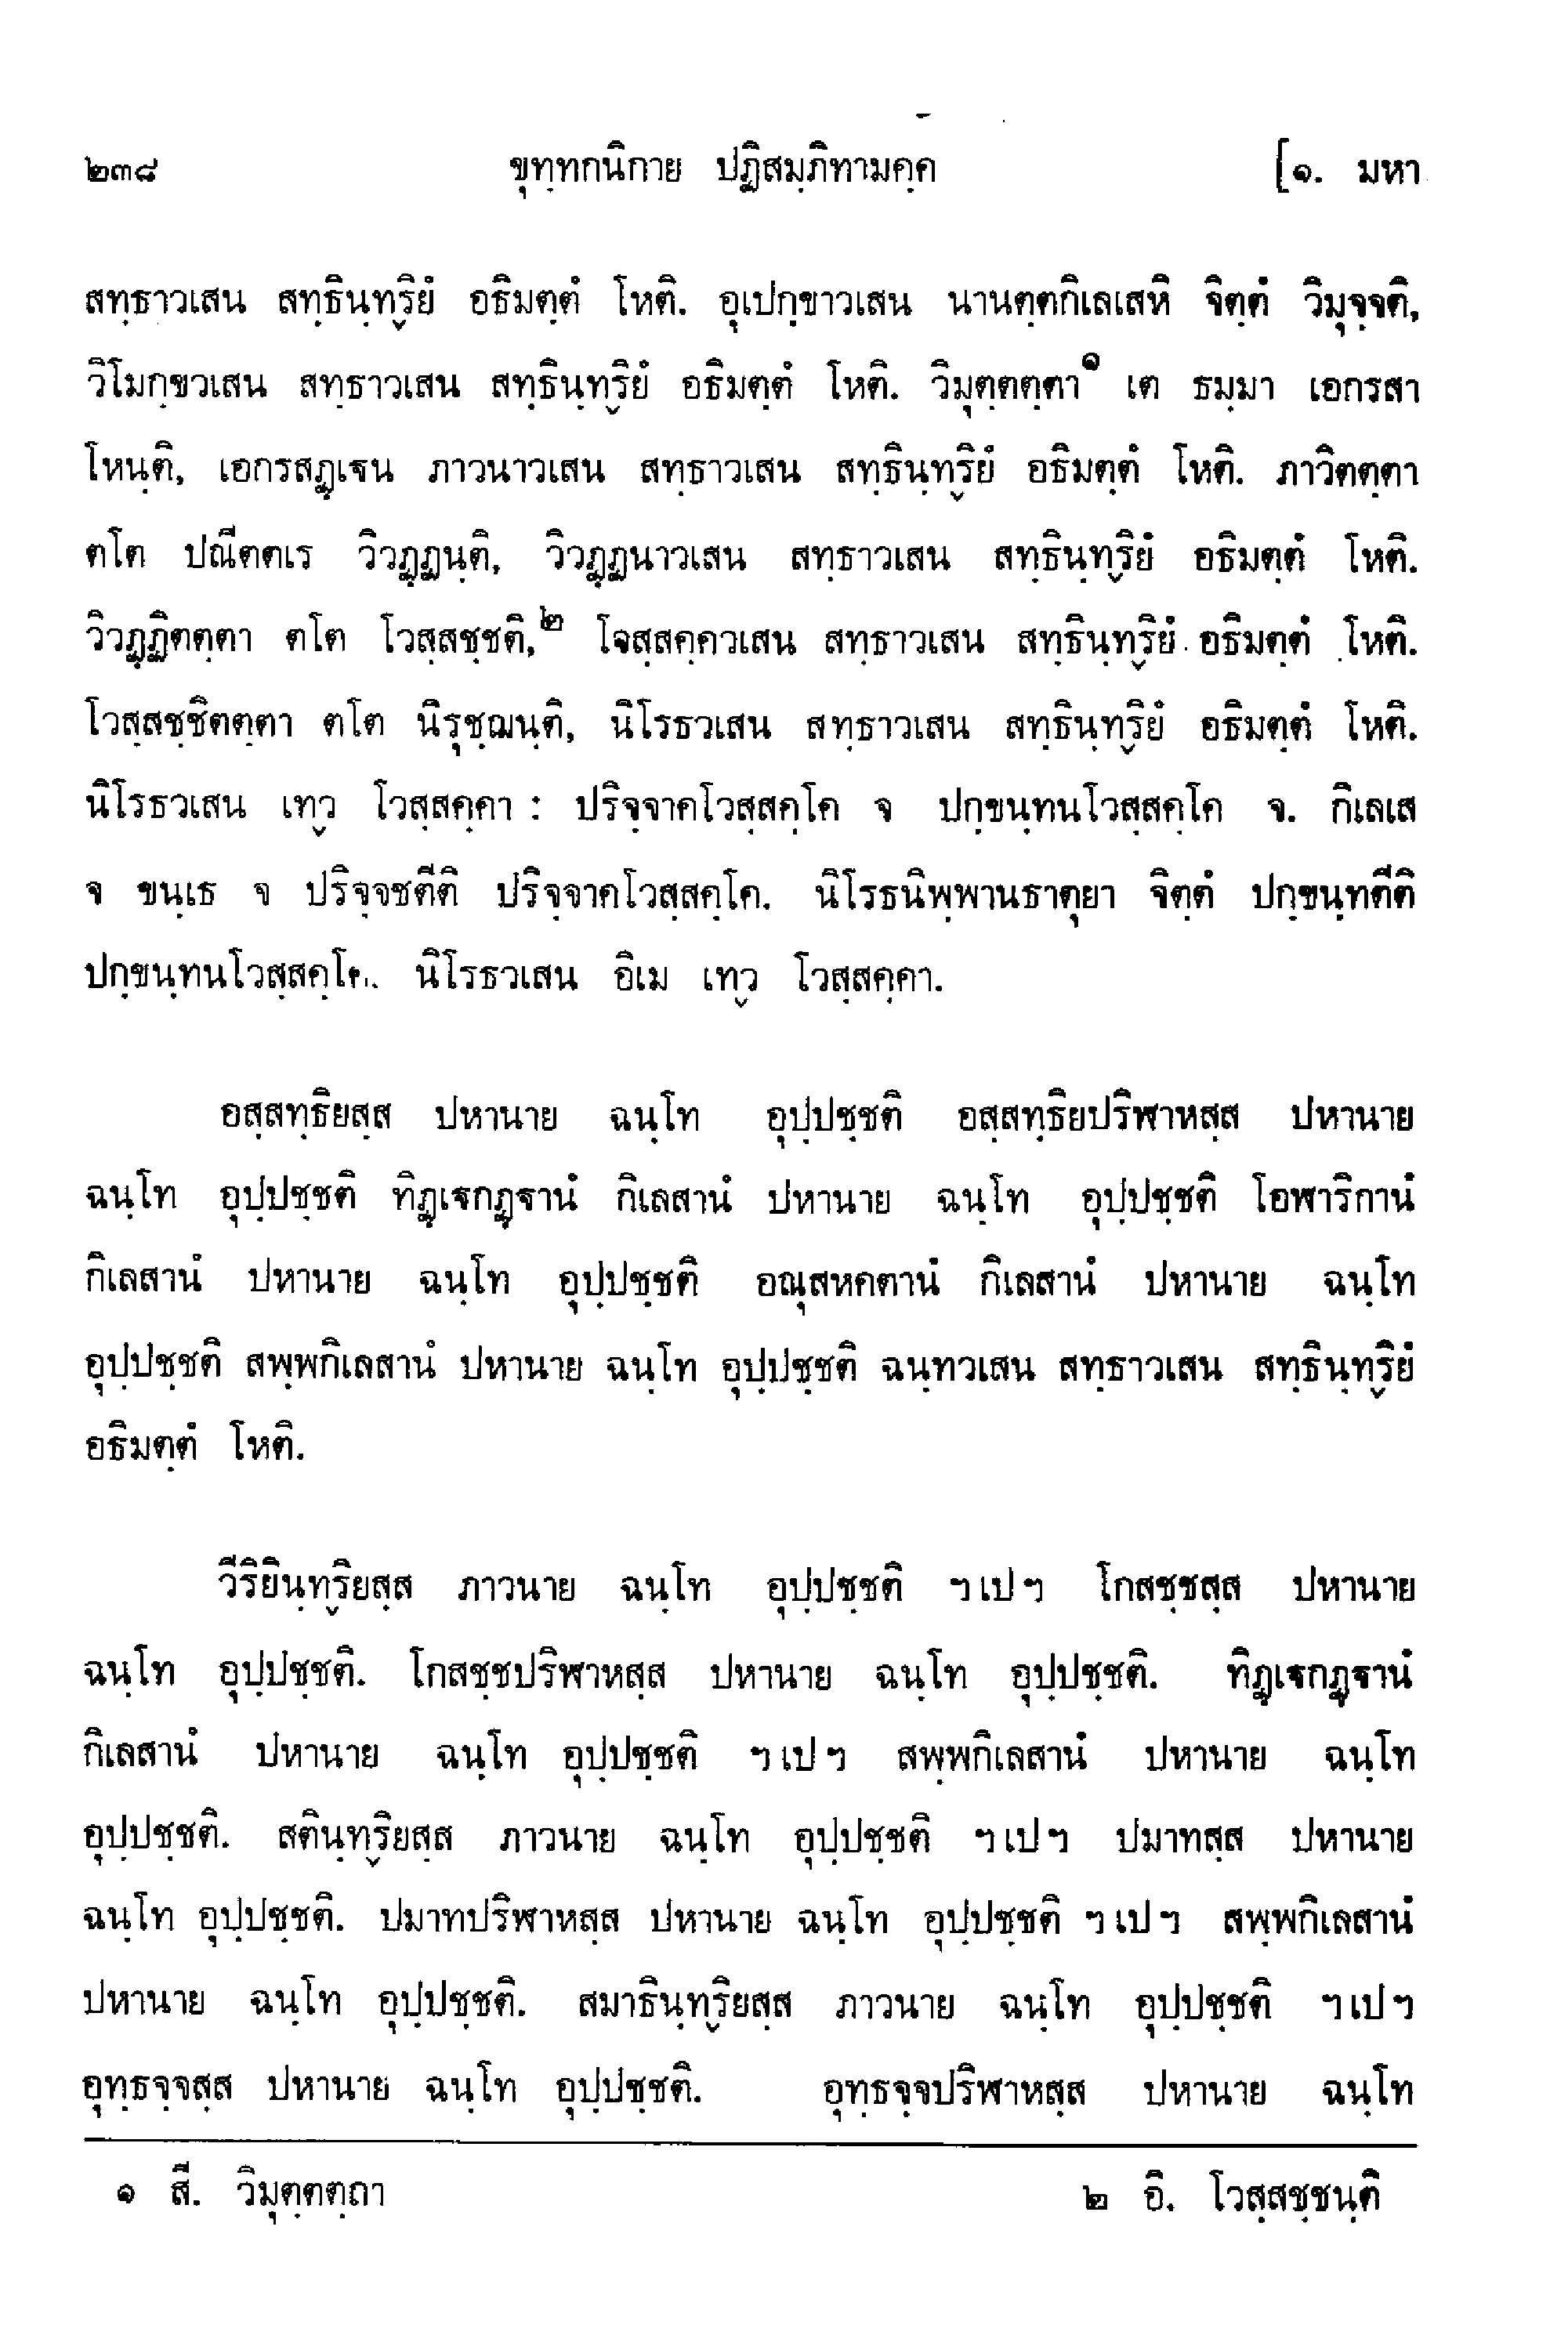 ๒๓๘ ขุทฺทกนิกาย ปฏิสมฺภิทามคฺค [๑. มหา
สทฺธาวเสน สทฺธินฺทฺริยํ อธิมตฺตํ โหติ. อุเปกฺขาวเสน นานตฺตกิเลเสหิ จิตฺตํ วิมุจฺจติ,
วิโมกฺขวเสน สทฺธาวเสน สทฺธินฺทฺริยํ อธิมตฺตํ โหติ. วิมุตฺตตฺตา๑ เต ธมฺมา เอกรสา
โหนฺติ, เอกรสฏฺเฐน ภาวนาวเสน สทฺธาวเสน สทฺธินฺทฺริยํ อธิมตฺตํ โหติ. ภาวิตตฺตา
ตโต ปณีตตเร วิวฏฺฏนฺติ, วิวฏฺฏนาวเสน สทฺธาวเสน สทฺธินฺทฺริยํ อธิมตฺตํ โหติ.
วิวฏฺฏิตตฺตา ตโต โวสฺสชฺชติ,๒ โจสฺสคฺควเสน สทฺธาวเสน สทฺธินฺทฺริยํ อธิมตฺตํ โหติ.
โวสฺสชฺชิตตฺตา ตโต นิรุชฺฌนฺติ, นิโรธวเสน สทฺธาวเสน สทฺธินฺทฺริยํ อธิมตฺตํ โหติ.
นิโรธวเสน เทฺว โวสฺสคฺคา : ปริจฺจาคโวสฺสคฺโค จ ปกฺขนฺทนโวสฺสคฺโค จ. กิเลเส
จ ขนฺเธ จ ปริจฺจชตีติ ปริจฺจาคโวสฺสคฺโค. นิโรธนิพฺพานธาตุยา จิตฺตํ ปกฺขนฺทตีติ
ปกฺขนฺทนโวสฺสคฺโค. นิโรธวเสน อิเม เทฺว โวสฺสคฺคา.
อสฺสทฺธิยสฺส ปหานาย ฉนฺโท อุปฺปชฺชติ อสฺสทฺธิยปริฬาหสฺส ปหานาย
ฉนฺโท อุปฺปชฺชติ ทิฏฺเฐกฏฺฐานํ กิเลสานํ ปหานาย ฉนฺโท อุปฺปชฺชติ โอฬาริกานํ
กิเลสานํ ปหานาย ฉนฺโท อุปฺปชฺชติ อณุสหคตานํ กิเลสานํ ปหานาย ฉนฺโท
อุปฺปชฺชติ สพฺพกิเลสานํ ปหานาย ฉนฺโท อุปฺปชฺชติ ฉนฺทวเสน สทฺธาวเสน สทฺธินฺทฺริยํ
อธิมตฺตํ โหติ.
วีริยินฺทฺริยสฺส ภาวนาย ฉนฺโท อุปฺปชฺชติ ฯ เป ฯ โกสชฺชสฺส ปหานาย
ฉนฺโท อุปฺปชฺชติ. โกสชฺชปริฬาหสฺส ปหานาย ฉนฺโท อุปฺปชฺชติ. ทิฏฺเฐกฏฺฐานํ
กิเลสานํ ปหานาย ฉนฺโท อุปฺปชฺชติ ฯ เป ฯ สพฺพกิเลสานํ ปหานาย ฉนฺโท
อุปฺปชฺชติ. สตินฺทฺริยสฺส ภาวนาย ฉนฺโท อุปฺปชฺชติ ฯ เป ฯ ปมาทสฺส ปหานาย
ฉนฺโท อุปฺปชฺชติ. ปมาทปริฬาหสฺส ปหานาย ฉนฺโท อุปฺปชฺชติ ฯ เป ฯ สพฺพกิเลสานํ
ปหานาย ฉนฺโท อุปฺปชฺชติ. สมาธินฺทฺริยสฺส ภาวนาย ฉนฺโท อุปฺปชฺชติ ฯ เป ฯ
อุทฺธจฺจสฺส ปหานาย ฉนฺโท อุปฺปชฺชติ. อุทฺธจฺจปริฬาหสฺส ปหานาย ฉนฺโท
๑ สี. วิมุตฺตตฺถา ๒ อิ. โวสฺสชฺชนฺติ